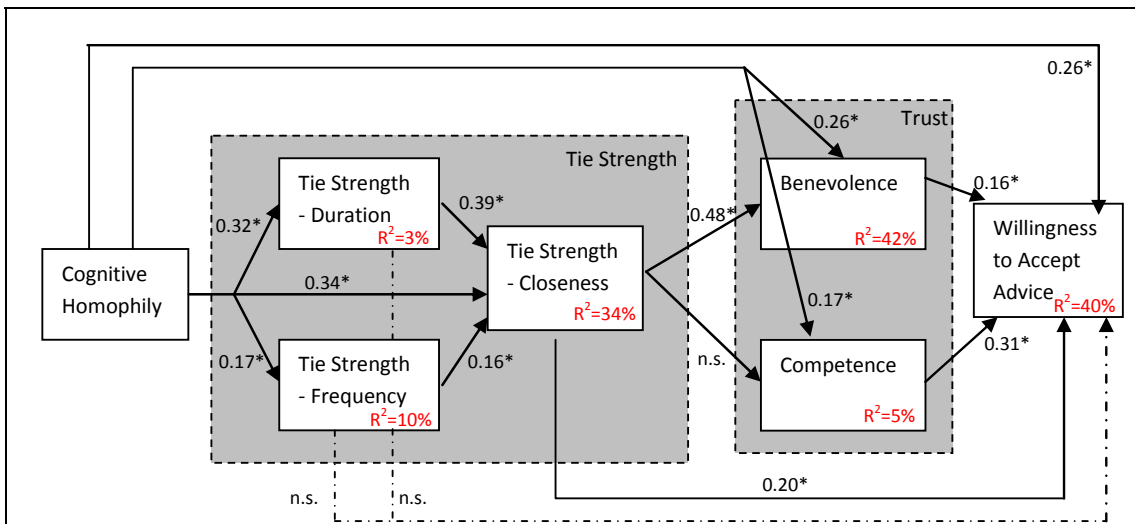 0.26*
Trust
0.26*
Tie Strength
Tie Strength
- Duration
R²=3%
0.39*
0.32*
Benevolence
R²=42%
0.16*
0.48*
Willingness
to Accept
Advice
R²=40%
Tie Strength
- Closeness
R²=34%
Cognitive
Homophily
0.34*
0.17*
0.17*
Tie Strength
- Frequency
R²=10%
0.16*
n.s.
Competence
R²=5%
0.31*
n.s.
n.s.
0.20*